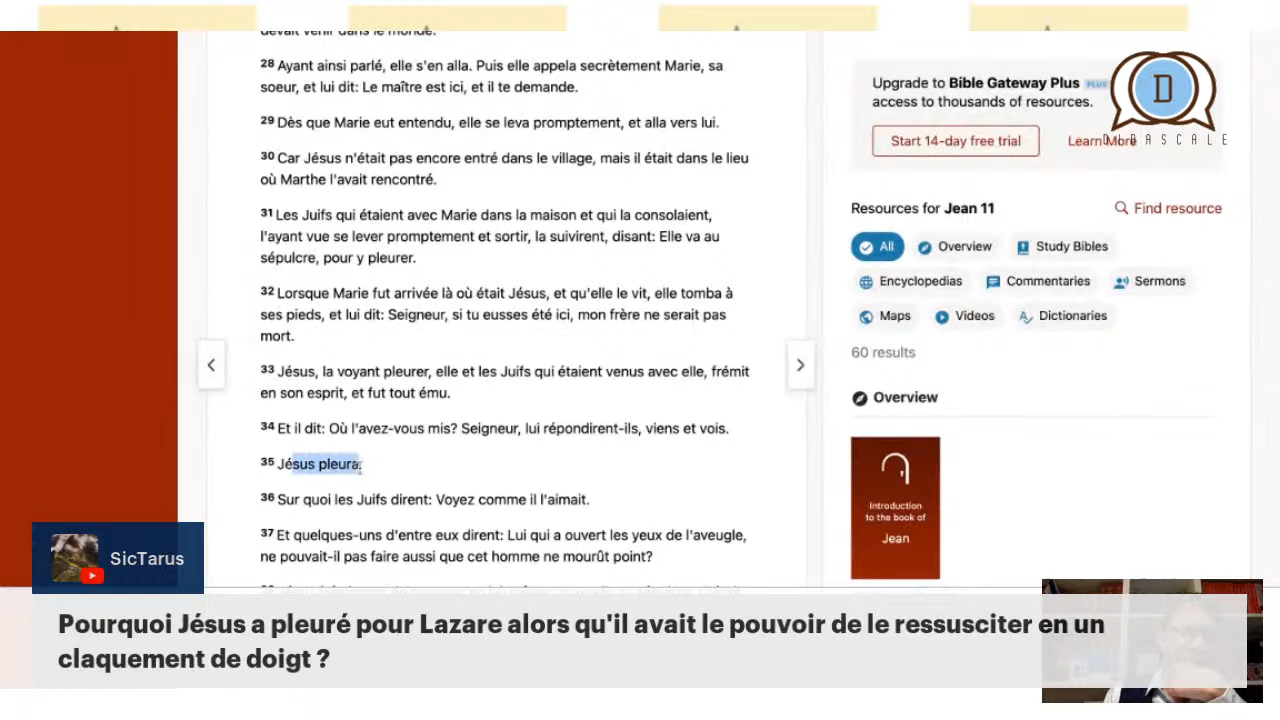 devait venir dans le monde.
28 Ayant ainsi parlé, elle s'en alla. Puis elle appela secrètement Marie, sa
soeur, et lui dit: Le maître est ici, et il te demande.
29 Dès que Marie eut entendu, elle se leva promptement, et alla vers lui.
30 Car Jésus n'était pas encore entré dans le village, mais il était dans le lieu
où Marthe l'avait rencontré.
31 Les Juifs qui étaient avec Marie dans la maison et qui la consolaient,
l'ayant vue se lever promptement et sortir, la suivirent, disant: Elle va au
sépulcre, pour y pleurer.
32 Lorsque Marie fut arrivée là où était Jésus, et qu'elle le vit, elle tomba à
ses pieds, et lui dit: Seigneur, si tu eusses été ici, mon frère ne serait pas
mort.
33 Jésus, la voyant pleurer, elle et les Juifs qui étaient venus avec elle, frémit
en son esprit, et fut tout ému.
34 Et il dit: Où l'avez-vous mis? Seigneur, lui répondirent-ils, viens et vois.
35 Jésus pleura.
36 Sur quoi les Juifs dirent: Voyez comme il l'aimait.
37 Et quelques-uns d'entre eux dirent: Lui qui a ouvert les yeux de l'aveugle,
ne pouvait-il pas faire aussi que cet homme ne mourût point?
Upgrade to Bible Gateway Plus PLUS
access to thousands of resources.
Start 14-day free trial
Learn More
D
DIDASCALE
Resources for Jean 11
Find resource
All
Overview
Study Bibles
Encyclopedias
Commentaries
Sermons
Maps
Videos
Dictionaries
60 results
Overview
Introduction
to the book of
Jean
SicTarus
Pourquoi Jésus a pleuré pour Lazare alors qu'il avait le pouvoir de le ressusciter en un
claquement de doigt ?